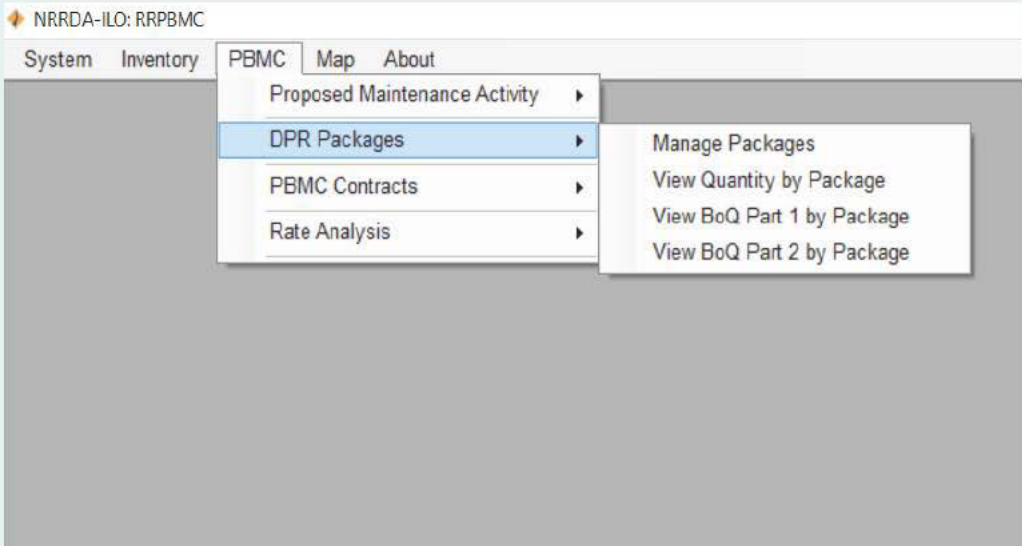 NRRDA-ILO: RRPBMC
System Inventory PBMC Map About
Proposed Maintenance Activity
DPR Packages
PBMC Contracts
Rate Analysis
Manage Packages
View Quantity by Package
View BoQ Part 1 by Package
View BoQ Part 2 by Package